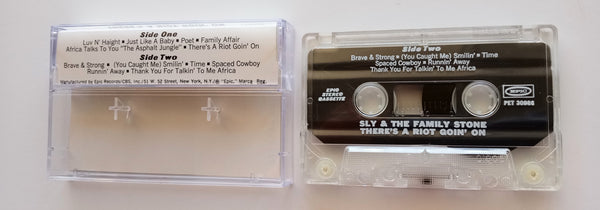 Side One
Luv N' Haight • Just Like A Baby • Poet • Family Affair
Africa Talks To You "The Asphalt Jungle" • There's A Riot Goin' On
Side Two
Brave & Strong • (You Caught Me) Smilin' • Time • Spaced Cowboy
Runnin' Away • Thank You For Talkin' To Me Africa
Manufactured by Epic Records/CBS, Inc./51 W. 52 Street, New York, N.Y./® "Epic," Marca Reg.
Side Two
Brave & Strong • (You Caught Me) Smilin' • Time
Spaced Cowboy • Runnin' Away
Thank You For Talkin' To Me Africa
EPIC
STEREO
CASSETTE
EPIC
PET 30986
SLY & THE FAMILY STONE
THERE'S A RIOT GOIN' ON